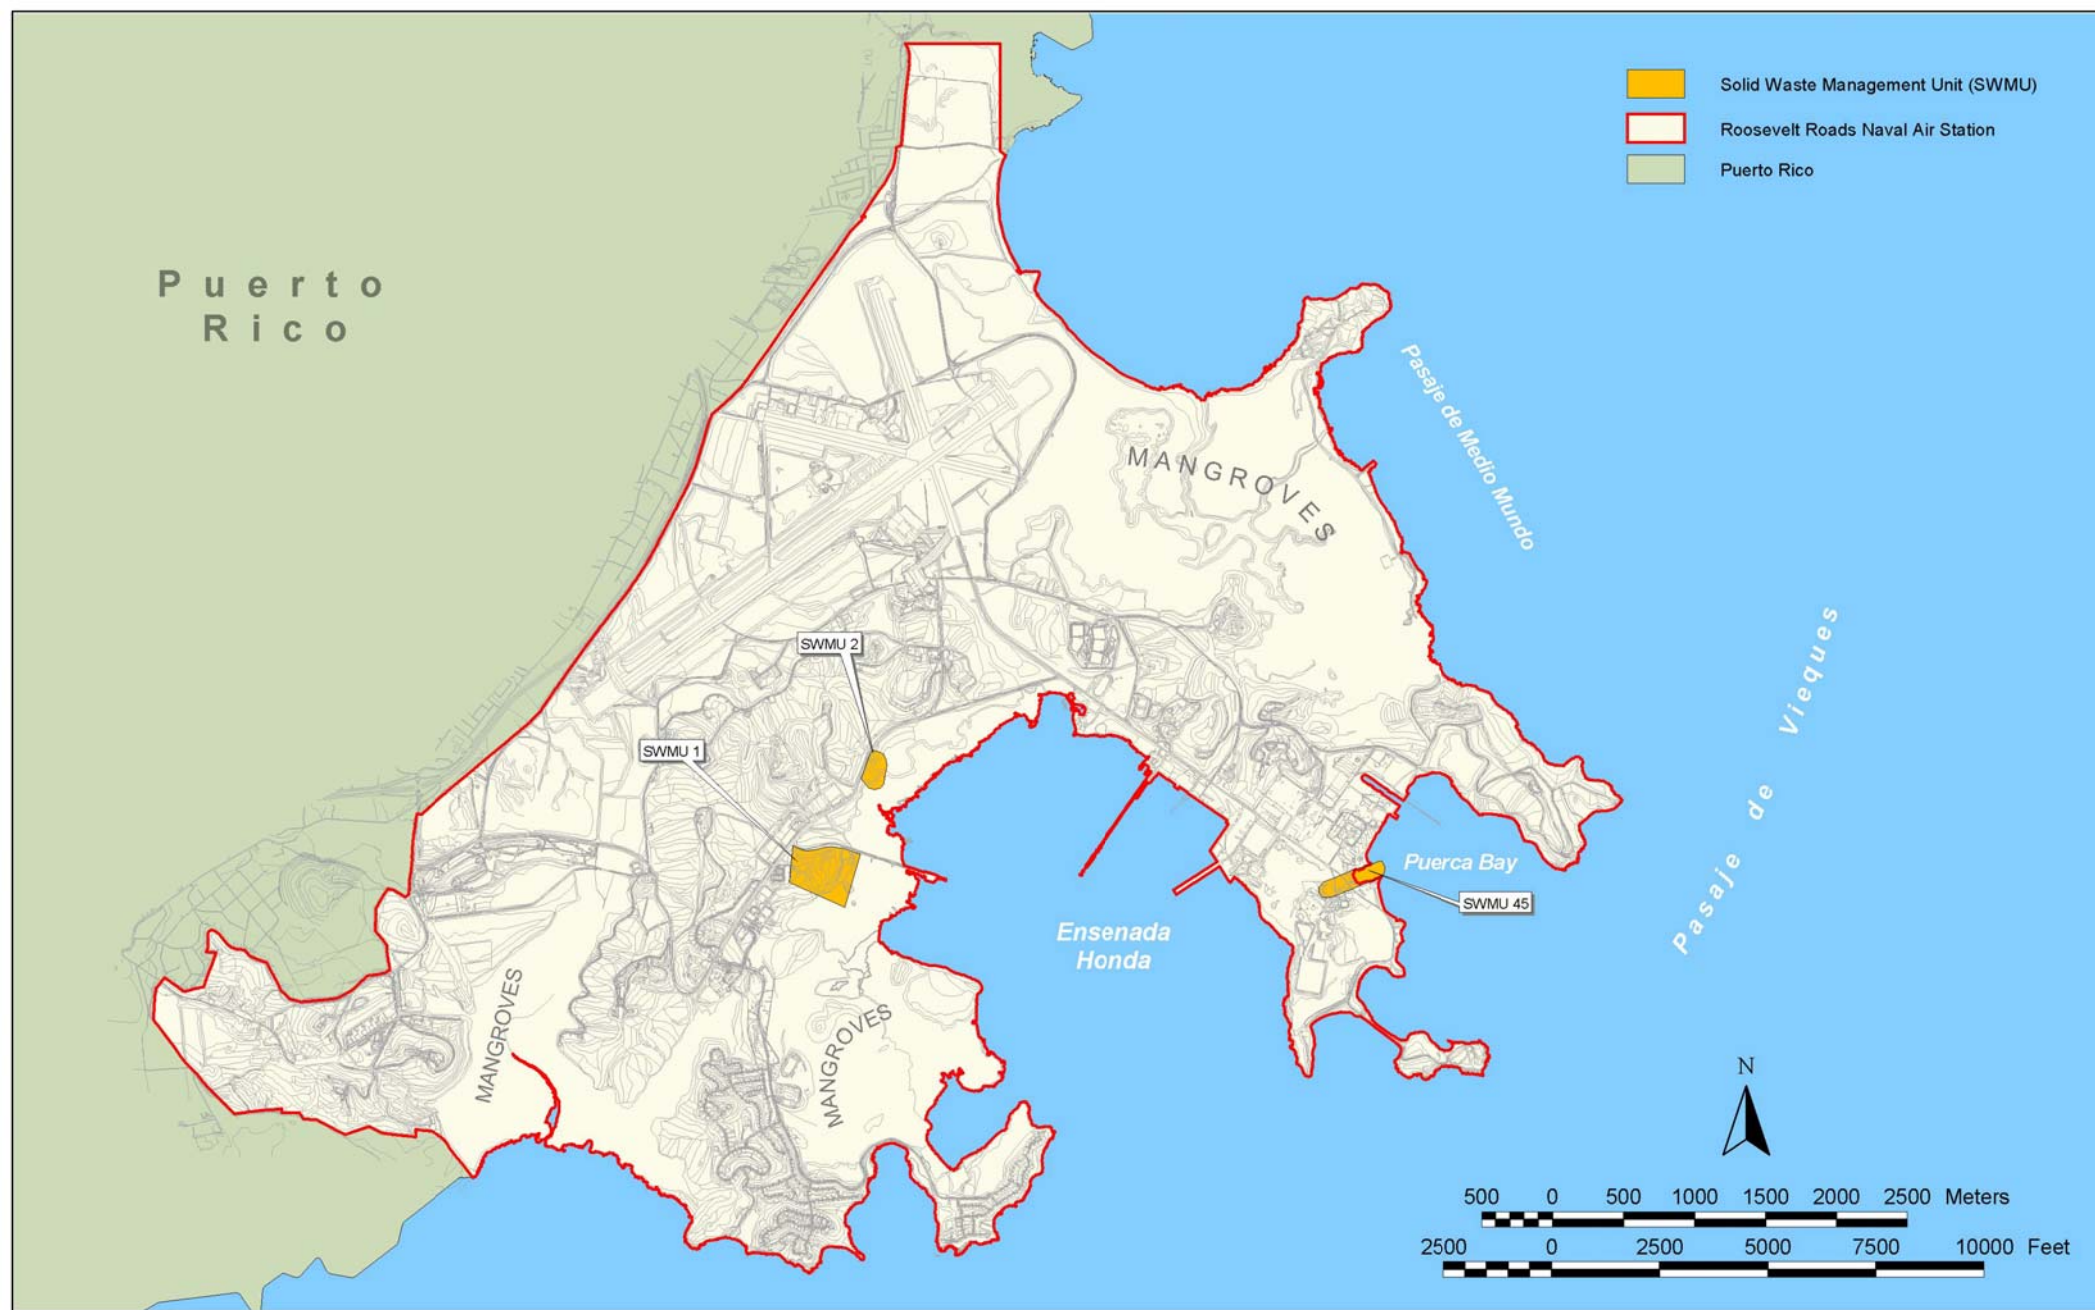 Solid Waste Management Unit (SWMU)
Roosevelt Roads Naval Air Station
Puerto Rico
Puerto
Rico
Pasaje de Medio Mundo
MANGROVES
Pasaje de Vieques
SWMU 2
SWMU 1
Puerca Bay
SWMU 45
Ensenada
Honda
MANGROVES
MANGROVES
N
500 0 500 1000 1500 2000 2500 Meters
2500 0 2500 5000 7500 10000 Feet